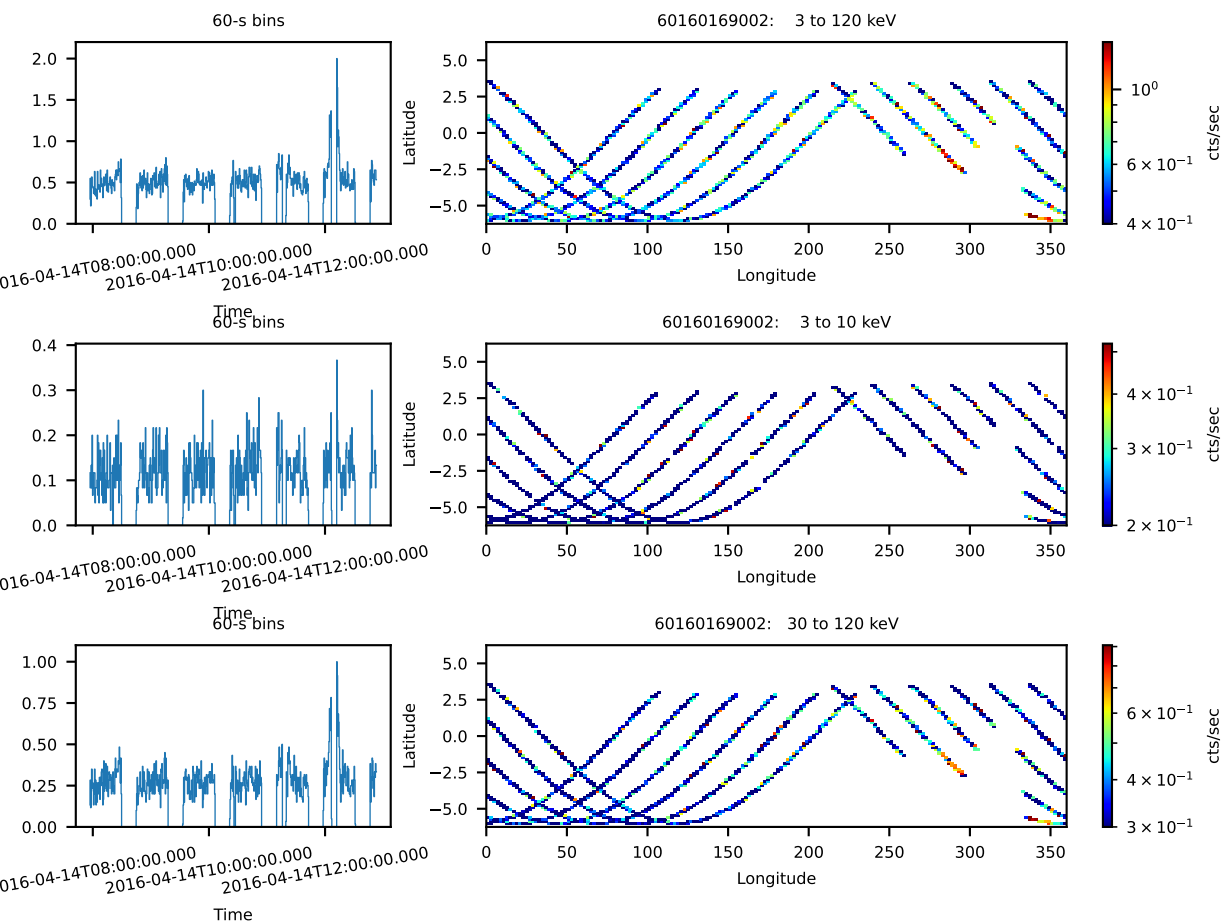 60-s bins
60160169002:    3 to 120 keV
2.0
1.5
1.0
0.5
0.0
016-04-14T08:00:00.000
2016-04-14T10:00:00.000
2016-04-14T12:00:00.000
Time
Latitude
5.0
2.5
0.0
−2.5
−5.0
0 50 100 150 200 250 300 350
Longitude
10⁰
6 × 10⁻¹
4 × 10⁻¹
cts/sec
60-s bins
60160169002:    3 to 10 keV
0.4
0.3
0.2
0.1
0.0
016-04-14T08:00:00.000
2016-04-14T10:00:00.000
2016-04-14T12:00:00.000
Time
Latitude
5.0
2.5
0.0
−2.5
−5.0
0 50 100 150 200 250 300 350
Longitude
4 × 10⁻¹
3 × 10⁻¹
2 × 10⁻¹
cts/sec
60-s bins
60160169002:   30 to 120 keV
1.00
0.75
0.50
0.25
0.00
016-04-14T08:00:00.000
2016-04-14T10:00:00.000
2016-04-14T12:00:00.000
Time
Latitude
5.0
2.5
0.0
−2.5
−5.0
0 50 100 150 200 250 300 350
Longitude
6 × 10⁻¹
4 × 10⁻¹
3 × 10⁻¹
cts/sec